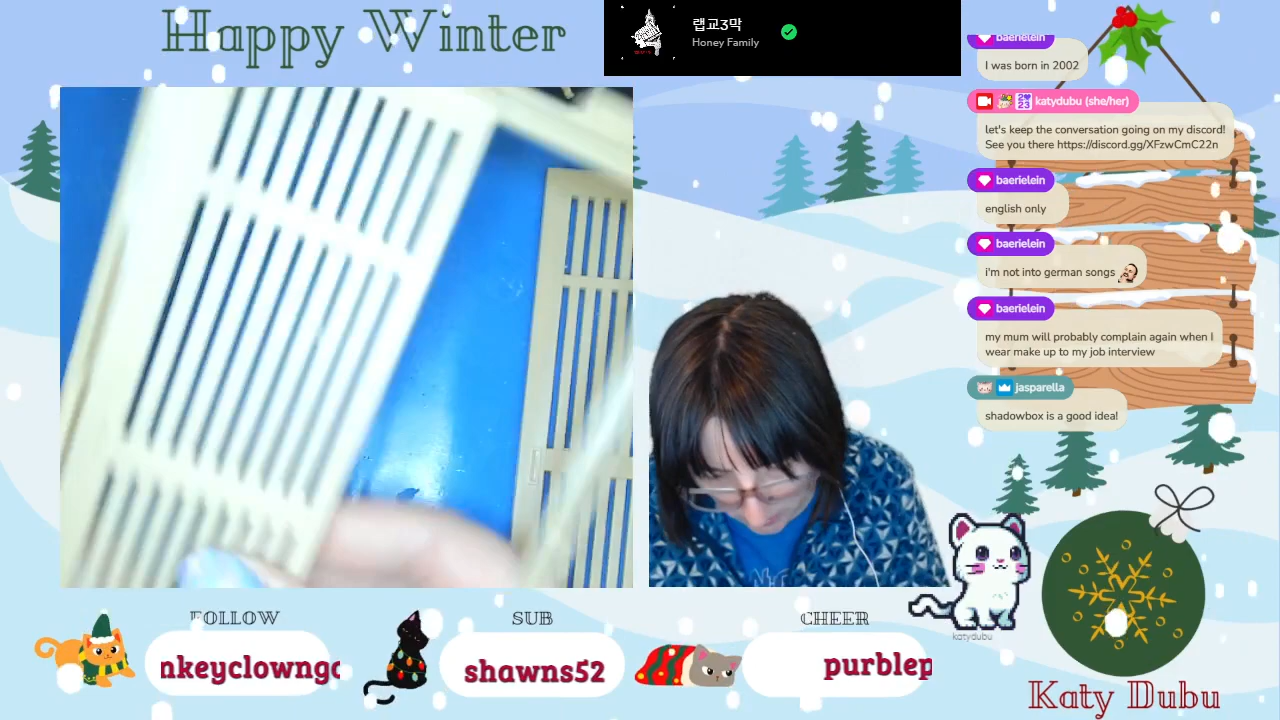 Happy Winter
랩교3막
Honey Family
baerielein
I was born in 2002
katydubu (she/her)
let's keep the conversation going on my discord!
See you there https://discord.gg/XFzwCmC22n
baerielein
english only
baerielein
i'm not into german songs
baerielein
my mum will probably complain again when I
wear make up to my job interview
jasparella
shadowbox is a good idea!
katydubu
FOLLOW
nkeyclowngo
SUB
shawns52
CHEER
purblep
Katy Dubu